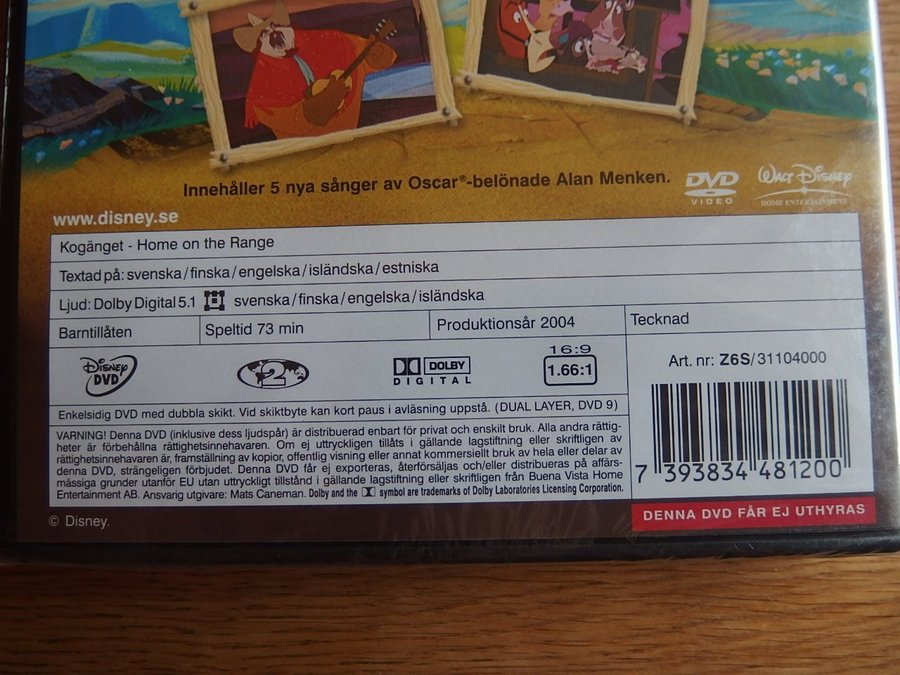 Innehåller 5 nya sånger av Oscar®-belönade Alan Menken.
DVD
VIDEO
WALT DISNEY
HOME ENTERTAINMENT
www.disney.se
Kogänget - Home on the Range
Textad på: svenska/finska/engelska/isländska/estniska
Ljud: Dolby Digital 5.1 svenska/finska/engelska/isländska
Barntillåten
Speltid 73 min
Produktionsår 2004
Tecknad
Disney
DVD
2
DOLBY
DIGITAL
16:9
1.66:1
Art. nr: Z6S/31104000
Enkelsidig DVD med dubbla skikt. Vid skiktbyte kan kort paus i avläsning uppstå. (DUAL LAYER, DVD 9)
VARNING! Denna DVD (inklusive dess ljudspår) är distribuerad enbart för privat och enskilt bruk. Alla andra rättig-
heter är förbehållna rättighetsinnehavaren. Om ej uttryckligen tillåts i gällande lagstiftning eller skriftligen av
rättighetsinnehavaren, är framställning av kopior, offentlig visning eller annat kommersiellt bruk av hela eller delar av
denna DVD, strängeligen förbjudet. Denna DVD får ej exporteras, återförsäljas och/eller distribueras på affärs-
mässiga grunder utanför EU utan uttryckligt tillstånd i gällande lagstiftning eller skriftligen från Buena Vista Home
Entertainment AB. Ansvarig utgivare: Mats Caneman. Dolby and the symbol are trademarks of Dolby Laboratories Licensing Corporation.
7 393834 481200
© Disney.
DENNA DVD FÅR EJ UTHYRAS